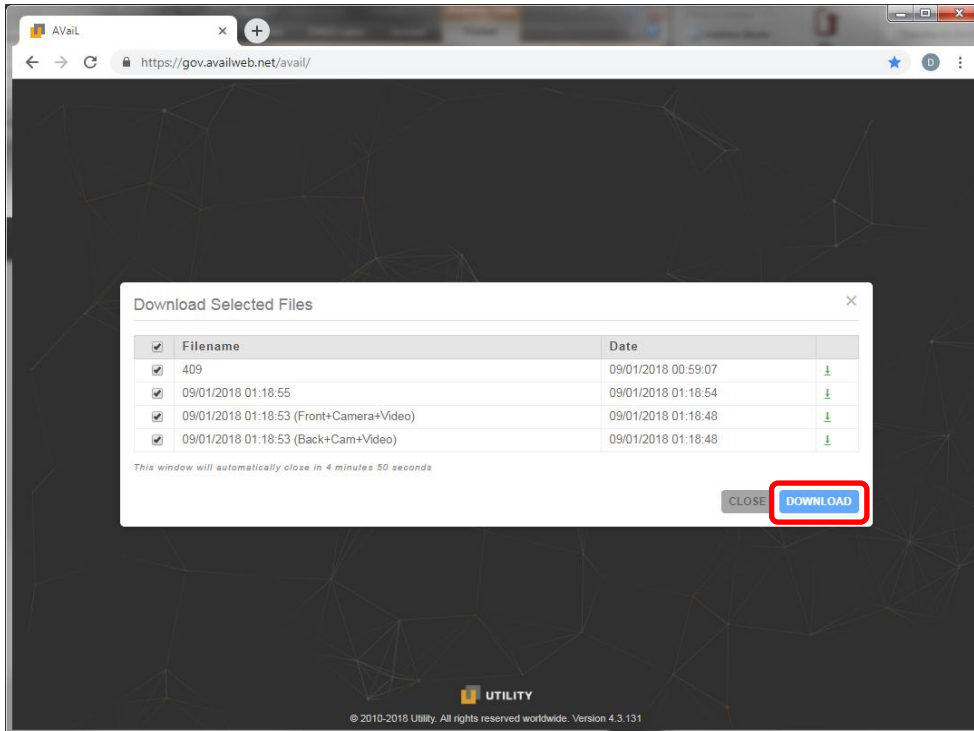 AVaiL
https://gov.availweb.net/avail/
D
Download Selected Files
Filename Date
409 09/01/2018 00:59:07
09/01/2018 01:18:55 09/01/2018 01:18:54
09/01/2018 01:18:53 (Front+Camera+Video) 09/01/2018 01:18:48
09/01/2018 01:18:53 (Back+Cam+Video) 09/01/2018 01:18:48
This window will automatically close in 4 minutes 50 seconds
CLOSE DOWNLOAD
UTILITY
© 2010-2018 Utility. All rights reserved worldwide. Version 4.3.131